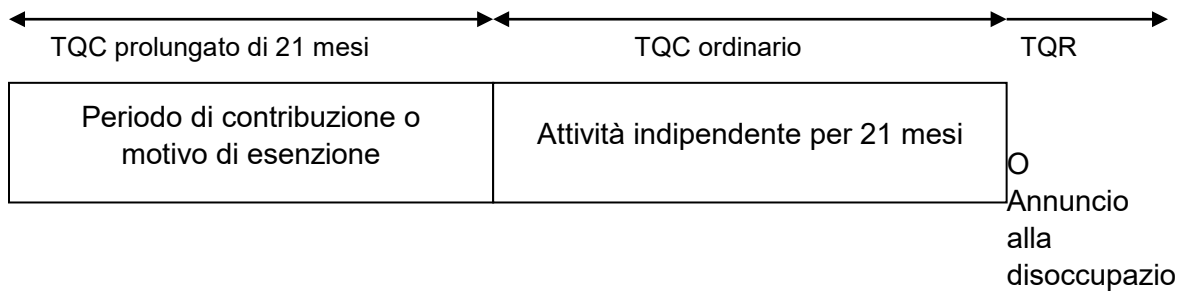 TQC prolungato di 21 mesi
TQC ordinario
TQR
Periodo di contribuzione o
motivo di esenzione
Attività indipendente per 21 mesi
O
Annuncio
alla
disoccupazio